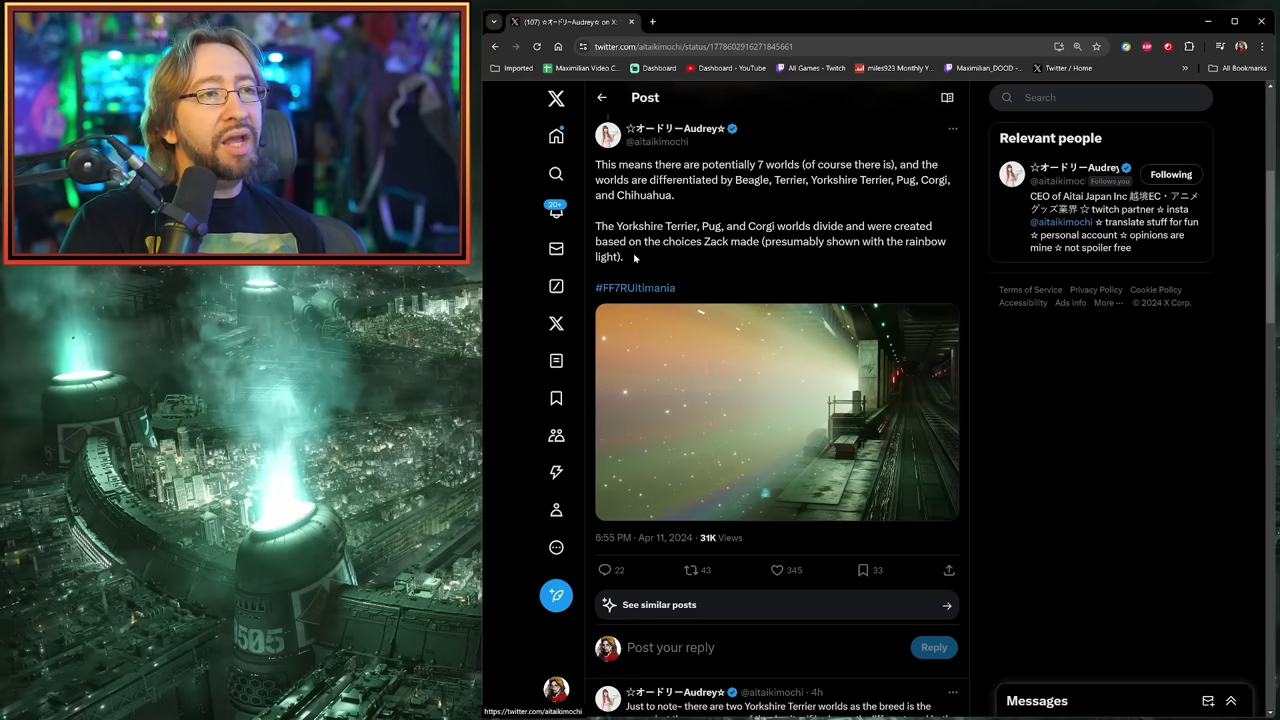 (107) ☆オードリーAudrey☆ on X:
twitter.com/aitaikimochi/status/1778602916271845661
Imported
Maximilian Video C...
Dashboard
Dashboard - YouTube
All Games - Twitch
miles923 Monthly Y...
Maximilian_DOOD -...
Twitter / Home
All Bookmarks
Post
☆オードリーAudrey☆
@aitaikimochi
This means there are potentially 7 worlds (of course there is), and the
worlds are differentiated by Beagle, Terrier, Yorkshire Terrier, Pug, Corgi,
and Chihuahua.
The Yorkshire Terrier, Pug, and Corgi worlds divide and were created
based on the choices Zack made (presumably shown with the rainbow
light).
#FF7RUltimania
6:55 PM · Apr 11, 2024 · 31K Views
22
43
345
33
See similar posts
Post your reply
Reply
☆オードリーAudrey☆ @aitaikimochi · 4h
Just to note- there are two Yorkshire Terrier worlds as the breed is the
20+
Search
Relevant people
☆オードリーAudrey
@aitaikimoc Follows you
Following
CEO of Aitai Japan Inc 越境EC・アニメ
グッズ業界 ☆ twitch partner ☆ insta
@aitaikimochi ☆ translate stuff for fun
☆ personal account ☆ opinions are
mine ☆ not spoiler free
Terms of Service Privacy Policy Cookie Policy
Accessibility Ads info More ··· © 2024 X Corp.
Messages
https://twitter.com/aitaikimochi